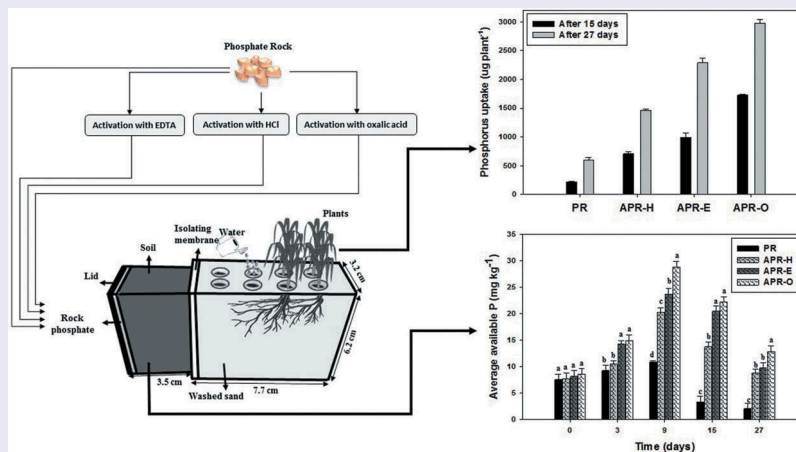 Phosphate Rock
Activation with EDTA
Activation with HCl
Activation with oxalic acid
Plants
Isolating
membrane
Water
Soil
Lid
Rock
phosphate
3.2 cm
6.2 cm
3.5 cm
7.7 cm
Washed sand
After 15 days
After 27 days
Phosphorus uptake (ug plant⁻¹)
3000
2500
2000
1500
1000
500
0
PR APR-H APR-E APR-O
PR
APR-H
APR-E
APR-O
Average available P (mg kg⁻¹)
35
30
25
20
15
10
5
0
a a a a
b b a a
d c b a
c b a a
c b b a
0 3 9 15 27
Time (days)